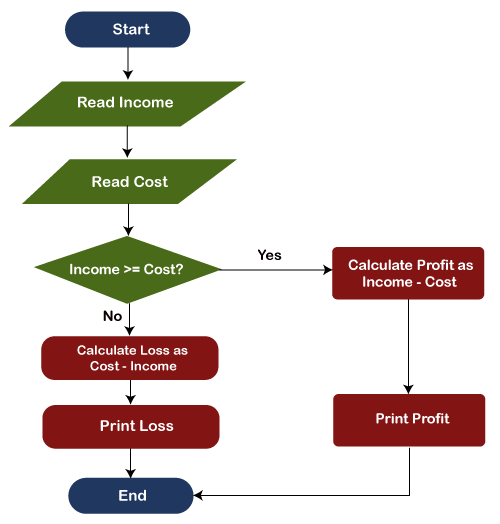 Start
Read Income
Read Cost
Income >= Cost?
Yes
Calculate Profit as
Income - Cost
No
Calculate Loss as
Cost - Income
Print Loss
Print Profit
End